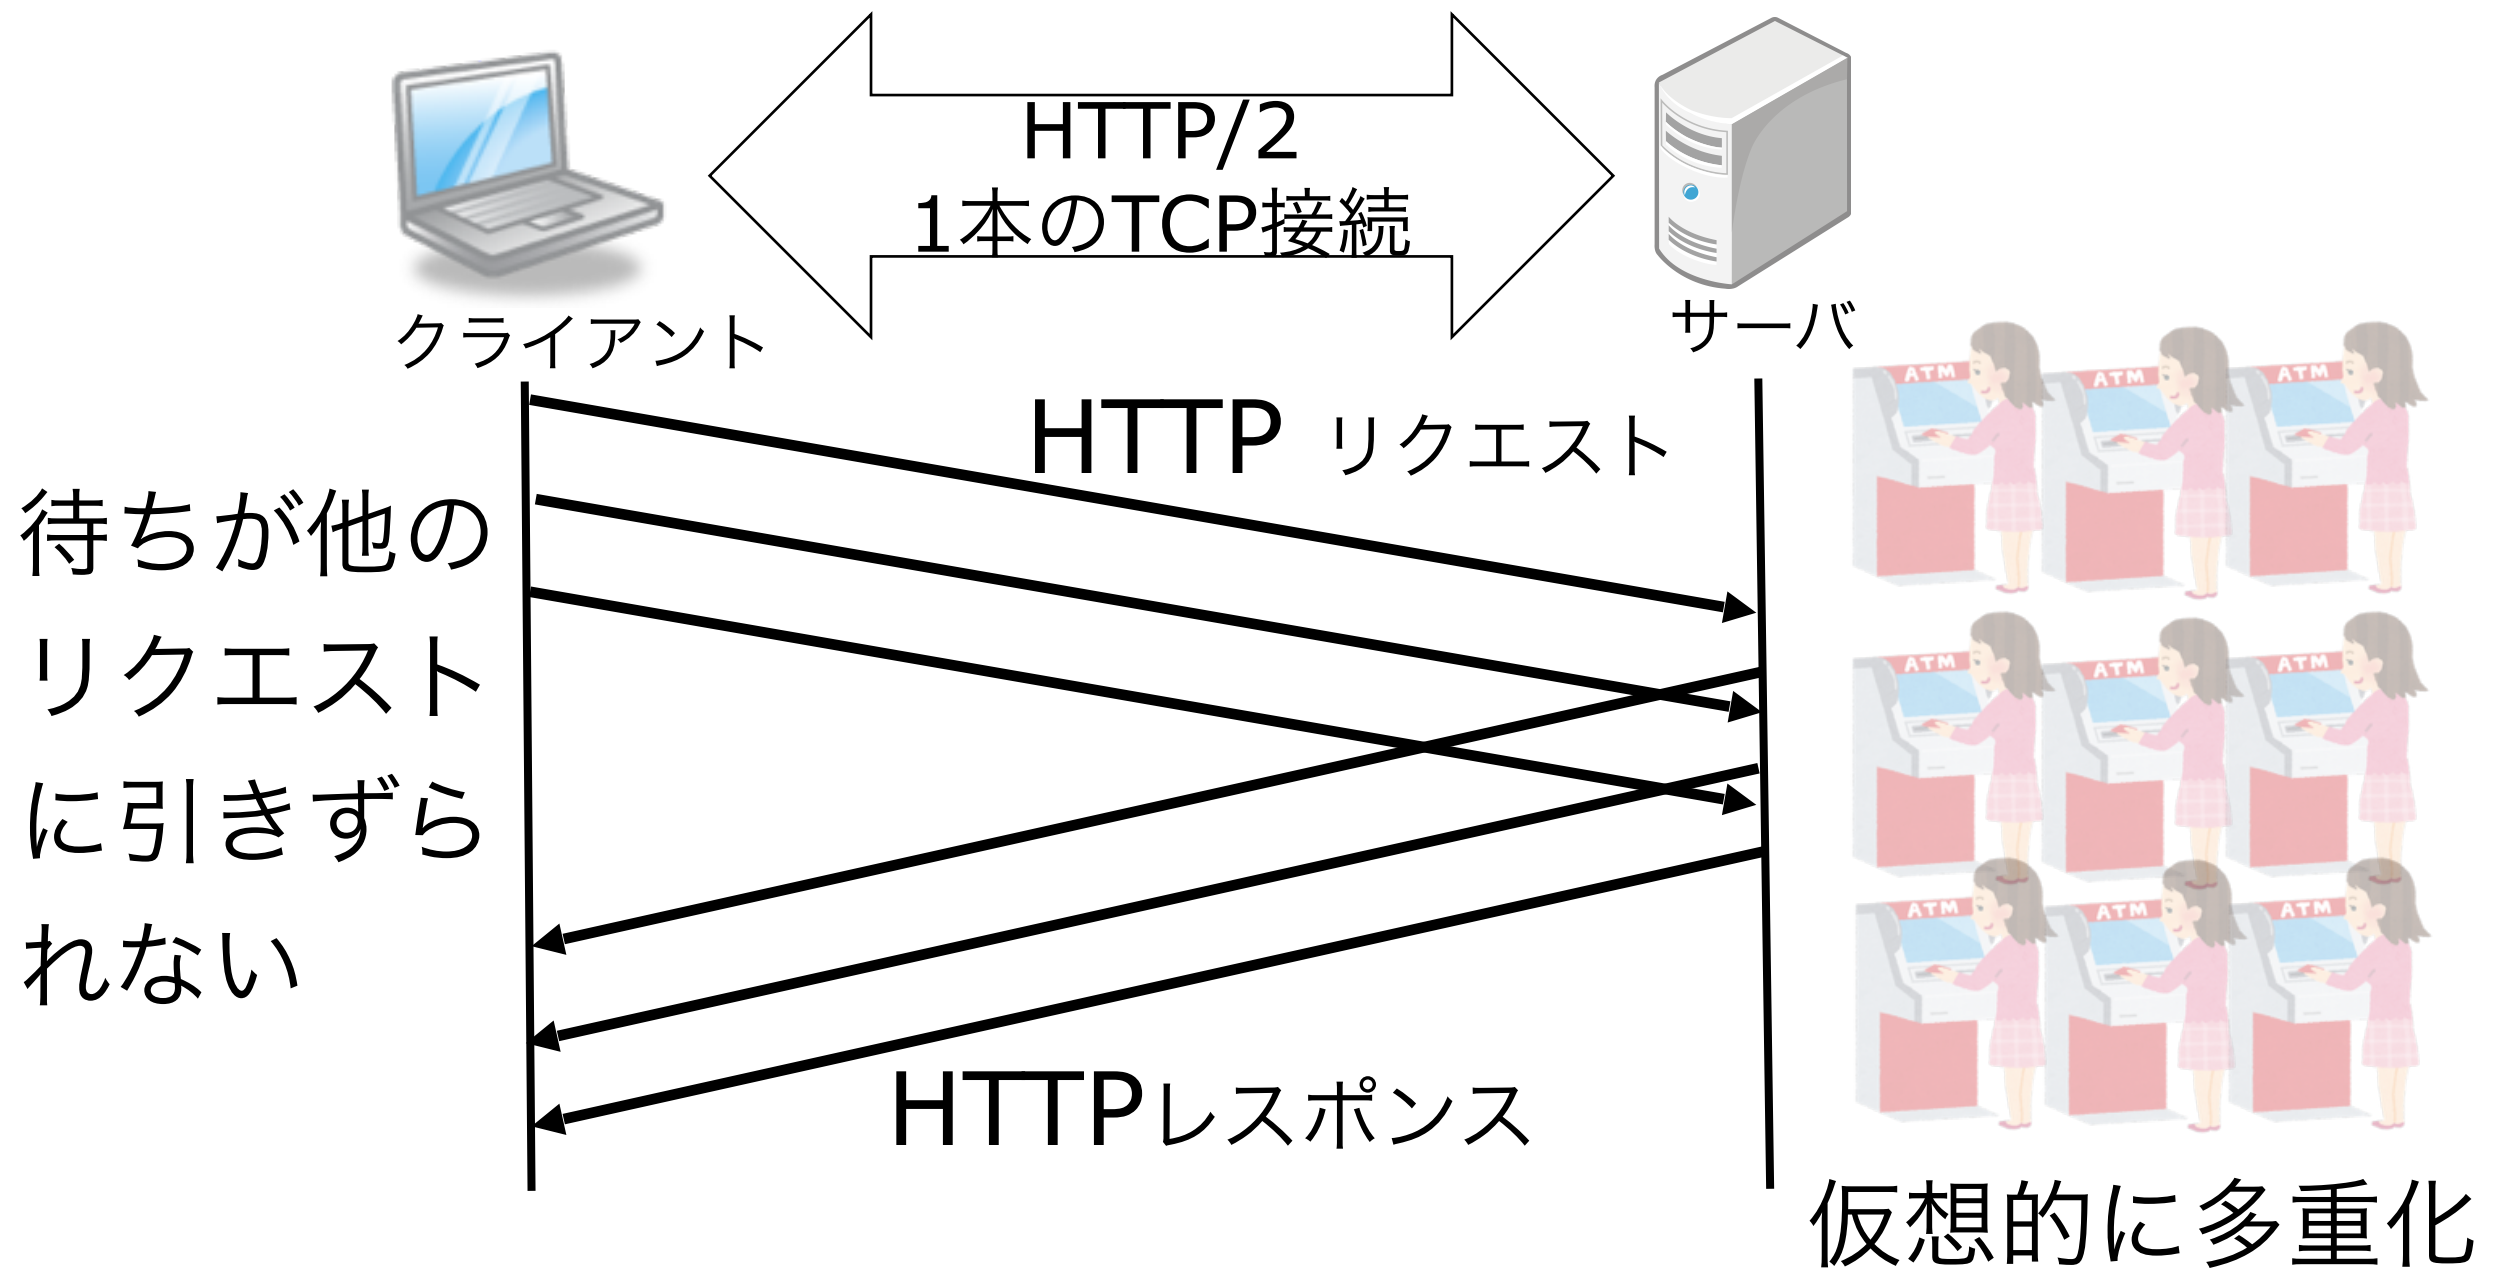 HTTP/2
1本のTCP接続
クライアント
サーバ
HTTP リクエスト
待ちが他の
リクエスト
に引きずら
れない
ATM
ATM
ATM
ATM
ATM
ATM
ATM
ATM
ATM
HTTPレスポンス
仮想的に多重化